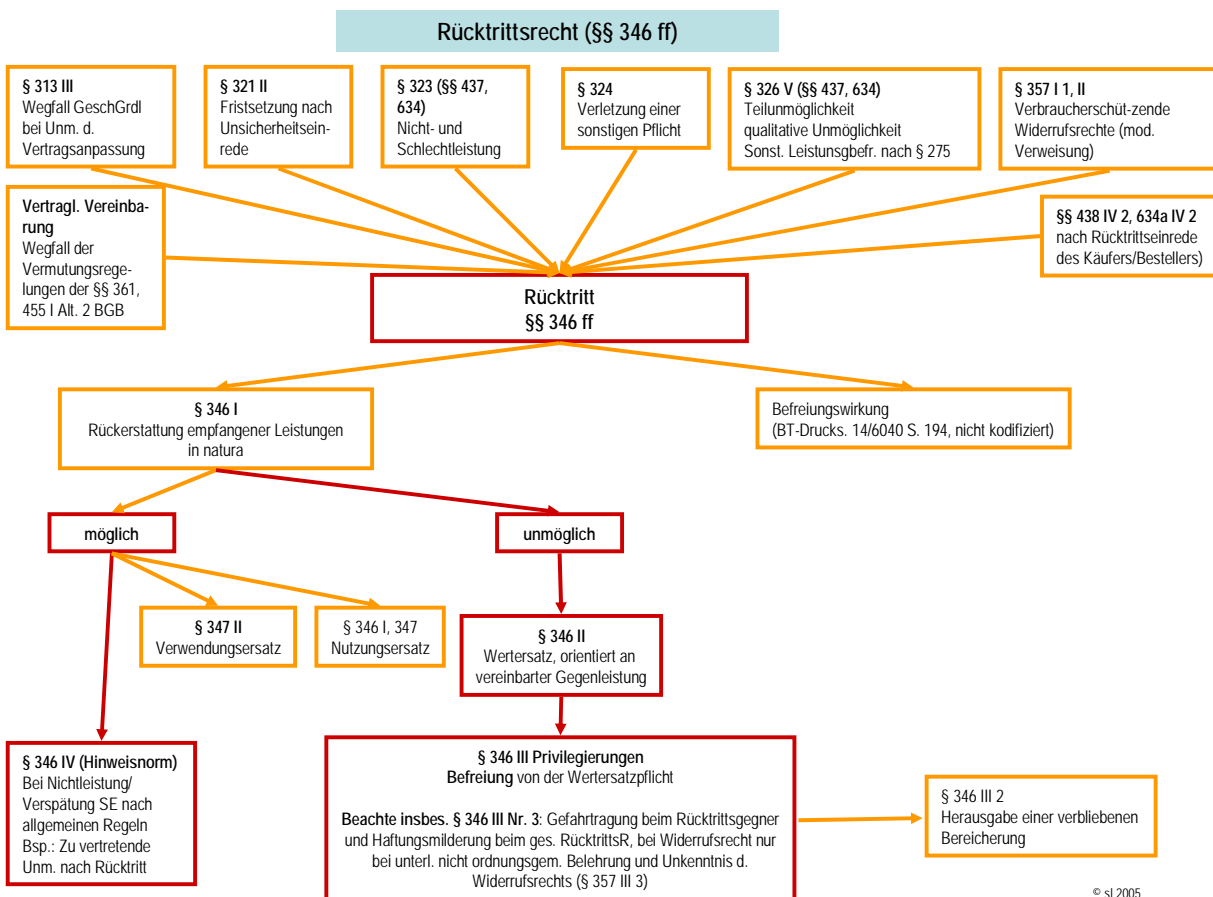 Rücktrittsrecht (§§ 346 ff)
§ 313 III
Wegfall GeschGrdl
bei Unm. d.
Vertragsanpassung
§ 321 II
Fristsetzung nach
Unsicherheitsein-
rede
§ 323 (§§ 437,
634)
Nicht- und
Schlechtleistung
§ 324
Verletzung einer
sonstigen Pflicht
§ 326 V (§§ 437, 634)
Teilunmöglichkeit
qualitative Unmöglichkeit
Sonst. Leistunsgbefr. nach § 275
§ 357 I 1, II
Verbraucherschüt-zende
Widerrufsrechte (mod.
Verweisung)
Vertragl. Vereinba-
rung
Wegfall der
Vermutungsrege-
lungen der §§ 361,
455 I Alt. 2 BGB
§§ 438 IV 2, 634a IV 2
nach Rücktrittseinrede
des Käufers/Bestellers)
Rücktritt
§§ 346 ff
§ 346 I
Rückerstattung empfangener Leistungen
in natura
Befreiungswirkung
(BT-Drucks. 14/6040 S. 194, nicht kodifiziert)
möglich
unmöglich
§ 347 II
Verwendungsersatz
§ 346 I, 347
Nutzungsersatz
§ 346 II
Wertersatz, orientiert an
vereinbarter Gegenleistung
§ 346 IV (Hinweisnorm)
Bei Nichtleistung/
Verspätung SE nach
allgemeinen Regeln
Bsp.: Zu vertretende
Unm. nach Rücktritt
§ 346 III Privilegierungen
Befreiung von der Wertersatzpflicht
Beachte insbes. § 346 III Nr. 3: Gefahrtragung beim Rücktrittsgegner
und Haftungsmilderung beim ges. RücktrittsR, bei Widerrufsrecht nur
bei unterl. nicht ordnungsgem. Belehrung und Unkenntnis d.
Widerrufsrechts (§ 357 III 3)
§ 346 III 2
Herausgabe einer verbliebenen
Bereicherung
© sl 2005